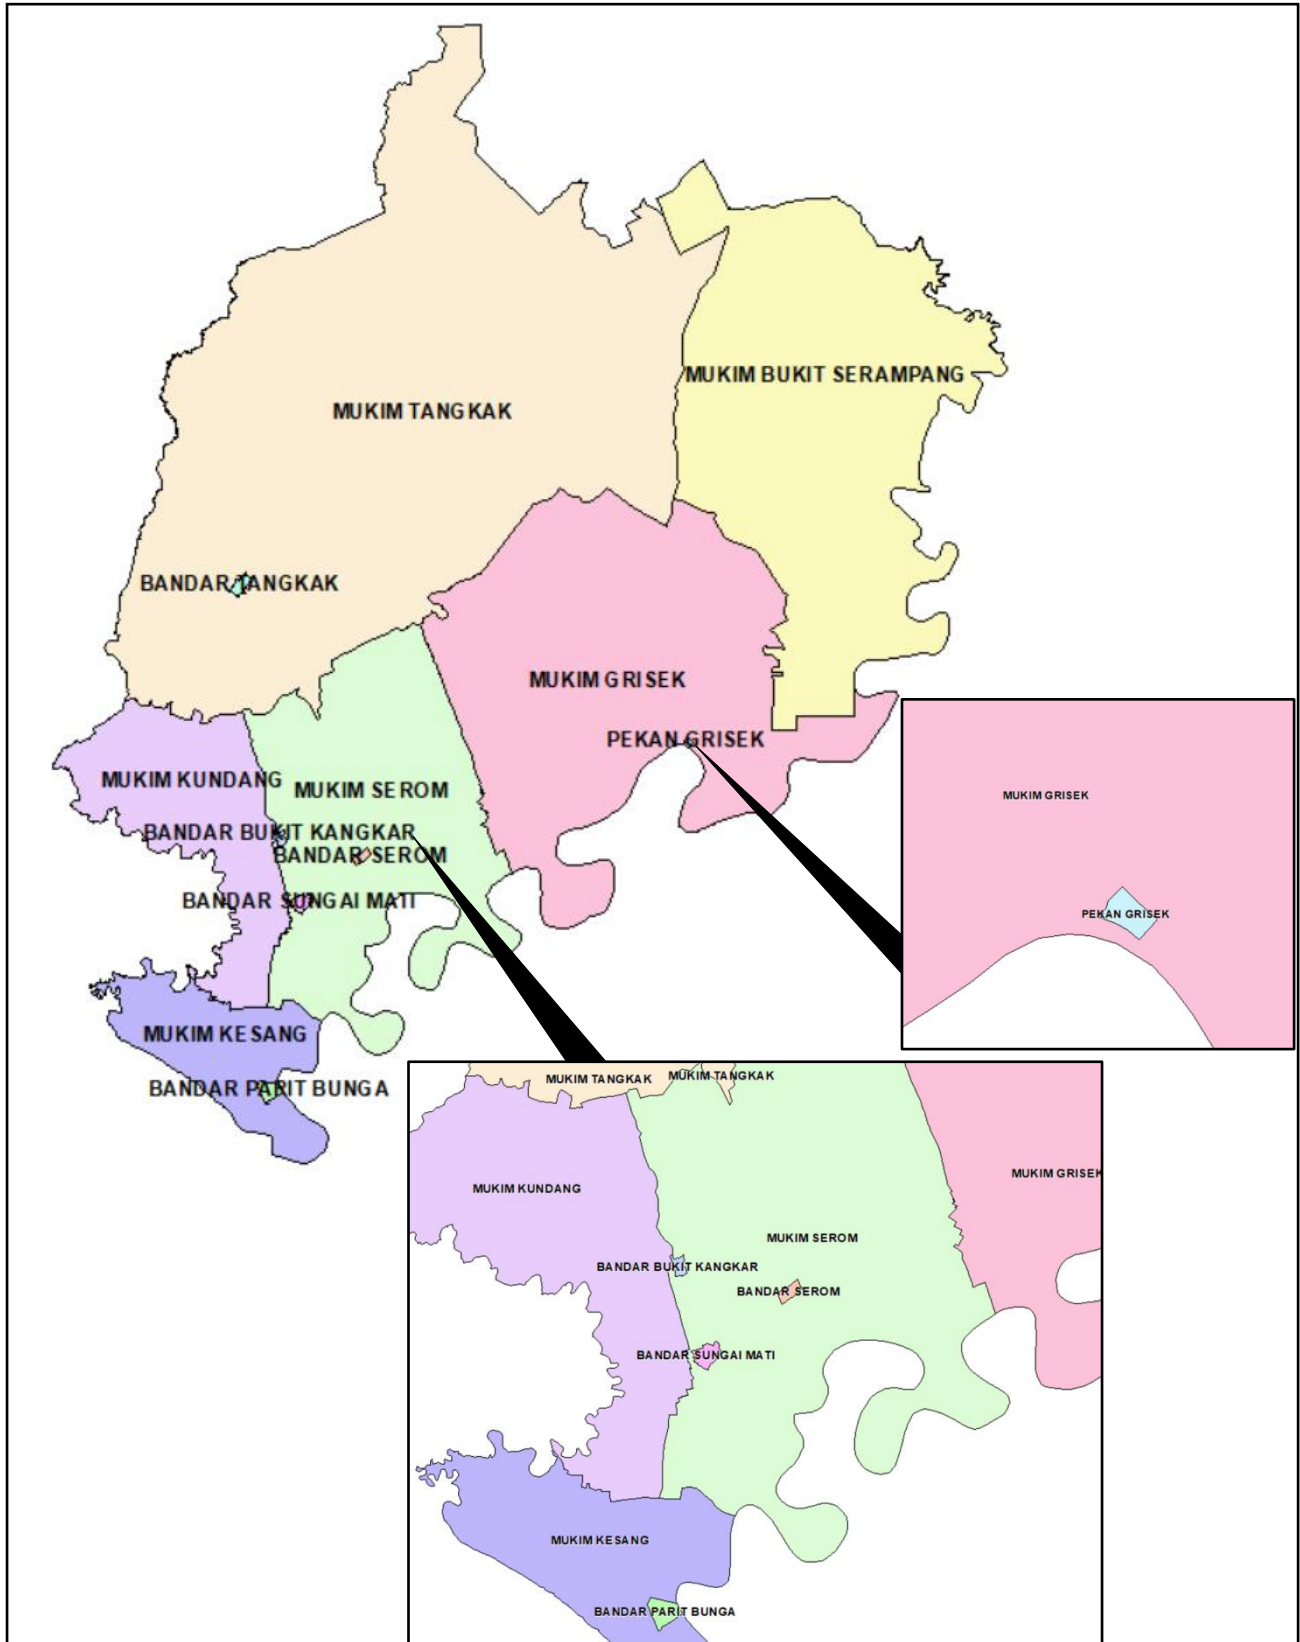 MUKIM BUKIT SERAMPANG
MUKIM TANGKAK
BANDAR TANGKAK
MUKIM GRISEK
PEKAN GRISEK
MUKIM KUNDANG
MUKIM SEROM
BANDAR BUKIT KANGKAR
BANDAR SEROM
BANDAR SUNGAI MATI
MUKIM KESANG
BANDAR PARIT BUNGA
MUKIM GRISEK
PEKAN GRISEK
MUKIM TANGKAK
MUKIM TANGKAK
MUKIM GRISEK
MUKIM KUNDANG
MUKIM SEROM
BANDAR BUKIT KANGKAR
BANDAR SEROM
BANDAR SUNGAI MATI
MUKIM KESANG
BANDAR PARIT BUNGA